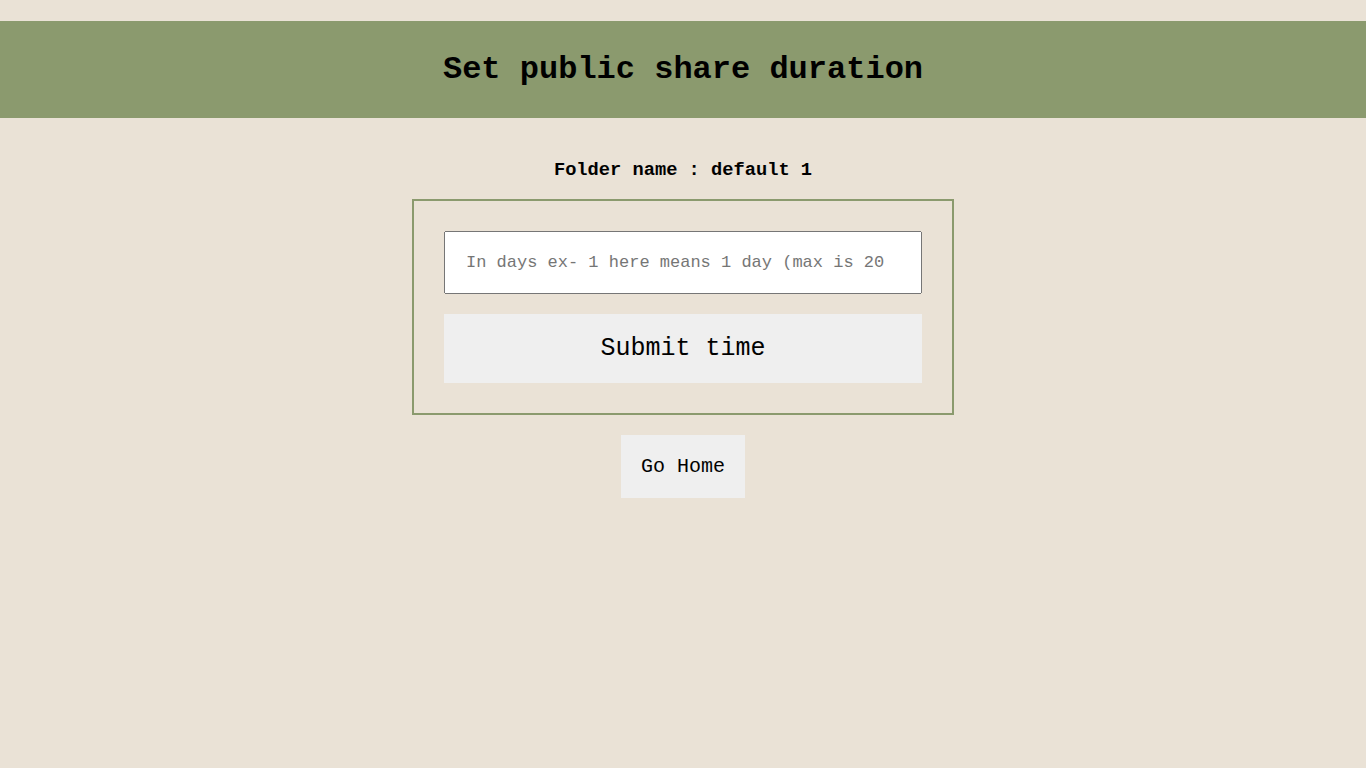 Set public share duration
Folder name : default 1
In days ex- 1 here means 1 day (max is 20
Submit time
Go Home